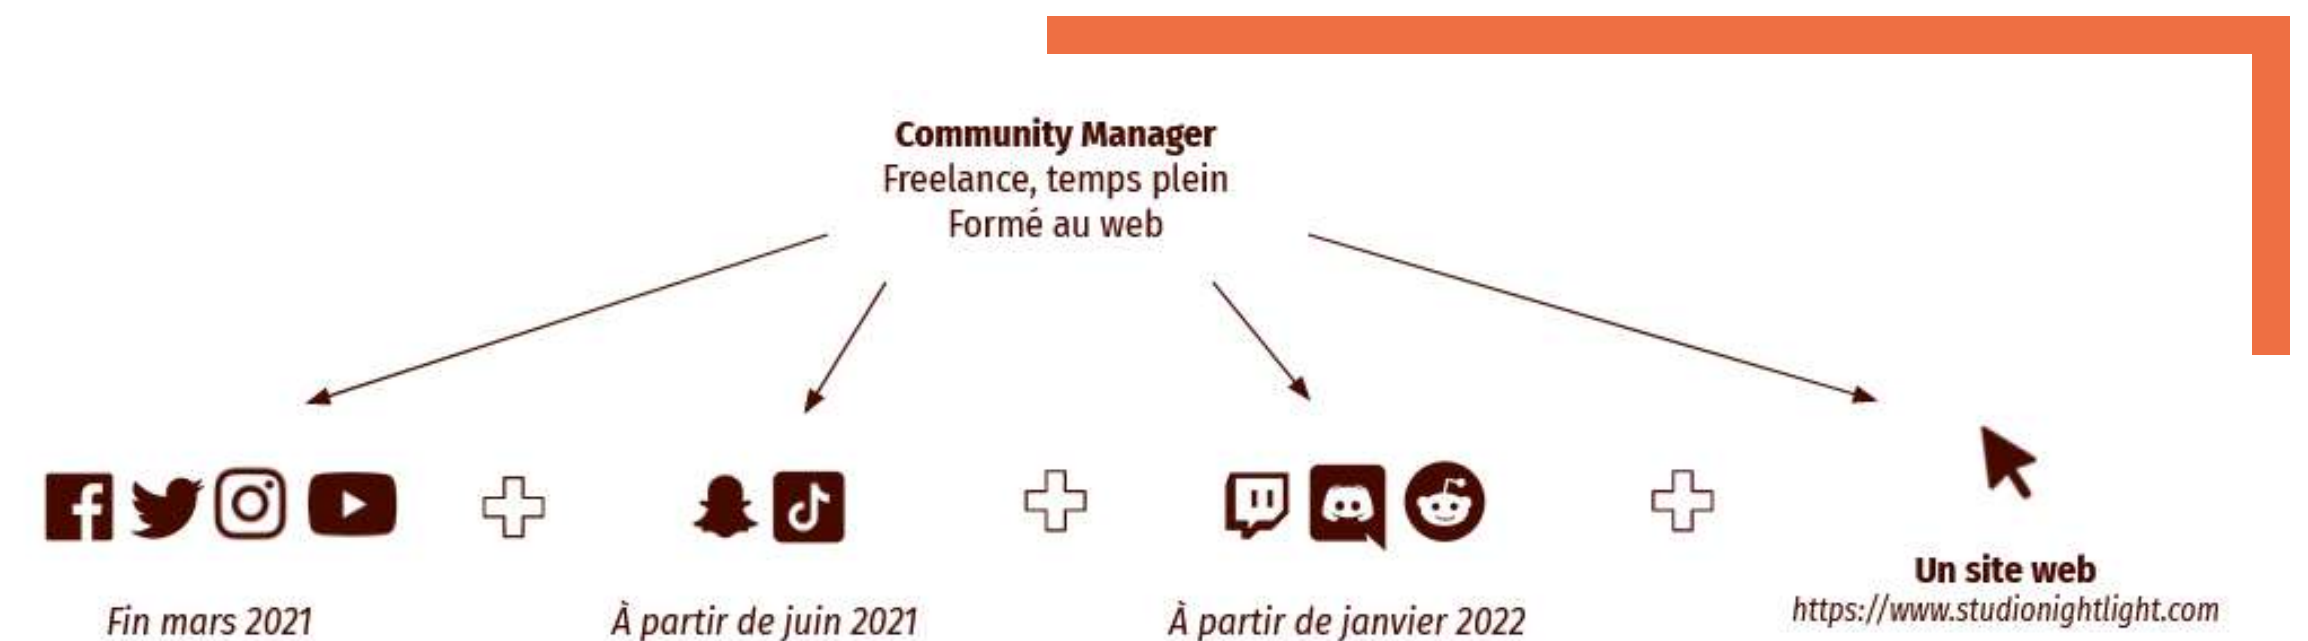 Community Manager
Freelance, temps plein
Formé au web
Fin mars 2021
À partir de juin 2021
À partir de janvier 2022
Un site web
https://www.studionightlight.com